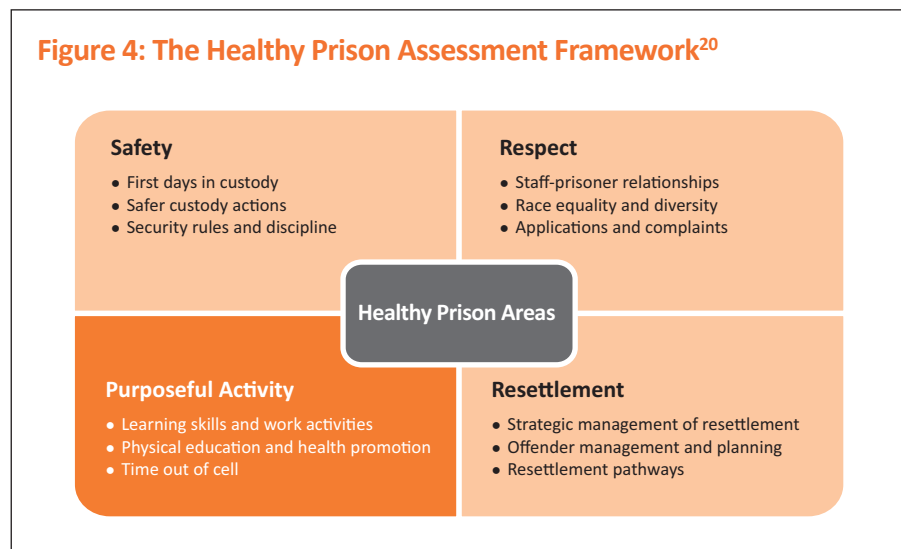 Figure 4: The Healthy Prison Assessment Framework20
Safety
● First days in custody
● Safer custody actions
● Security rules and discipline
Respect
● Staff-prisoner relationships
● Race equality and diversity
● Applications and complaints
Healthy Prison Areas
Purposeful Activity
● Learning skills and work activities
● Physical education and health promotion
● Time out of cell
Resettlement
● Strategic management of resettlement
● Offender management and planning
● Resettlement pathways